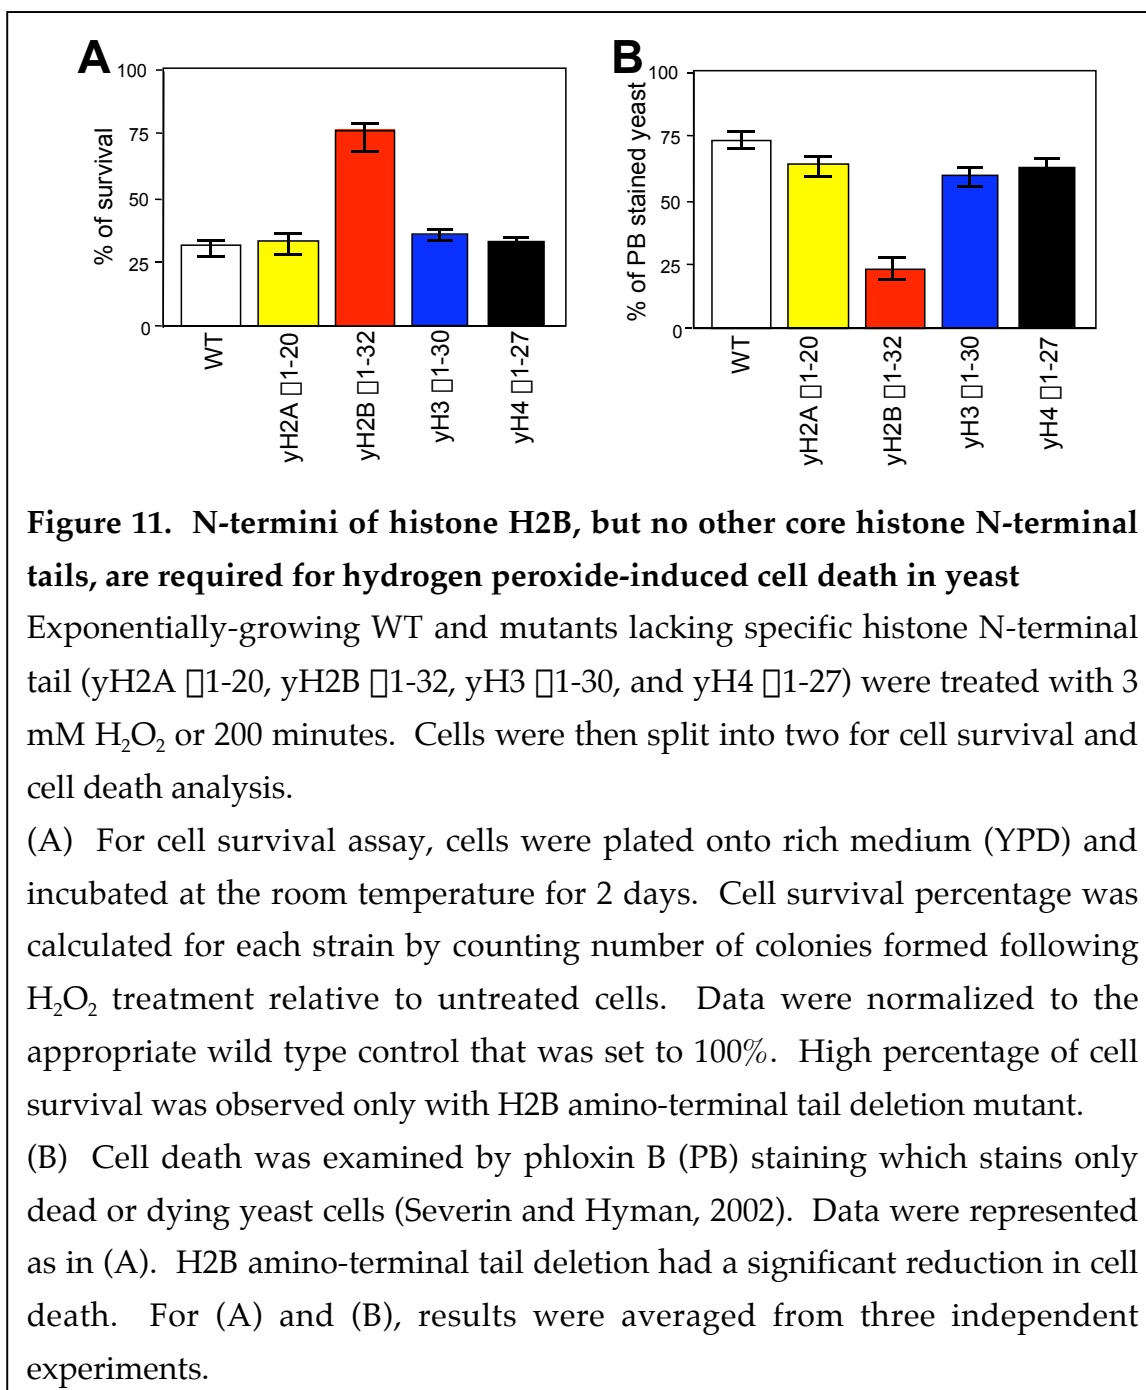 A
B
100
75
50
25
0
% of survival
WT
yH2A □1-20
yH2B □1-32
yH3 □1-30
yH4 □1-27
100
75
50
25
0
% of PB stained yeast
WT
yH2A □1-20
yH2B □1-32
yH3 □1-30
yH4 □1-27
Figure 11. N-termini of histone H2B, but no other core histone N-terminal
tails, are required for hydrogen peroxide-induced cell death in yeast
Exponentially-growing WT and mutants lacking specific histone N-terminal
tail (yH2A □1-20, yH2B □1-32, yH3 □1-30, and yH4 □1-27) were treated with 3
mM H₂O₂ or 200 minutes. Cells were then split into two for cell survival and
cell death analysis.
(A) For cell survival assay, cells were plated onto rich medium (YPD) and
incubated at the room temperature for 2 days. Cell survival percentage was
calculated for each strain by counting number of colonies formed following
H₂O₂ treatment relative to untreated cells. Data were normalized to the
appropriate wild type control that was set to 100%. High percentage of cell
survival was observed only with H2B amino-terminal tail deletion mutant.
(B) Cell death was examined by phloxin B (PB) staining which stains only
dead or dying yeast cells (Severin and Hyman, 2002). Data were represented
as in (A). H2B amino-terminal tail deletion had a significant reduction in cell
death. For (A) and (B), results were averaged from three independent
experiments.